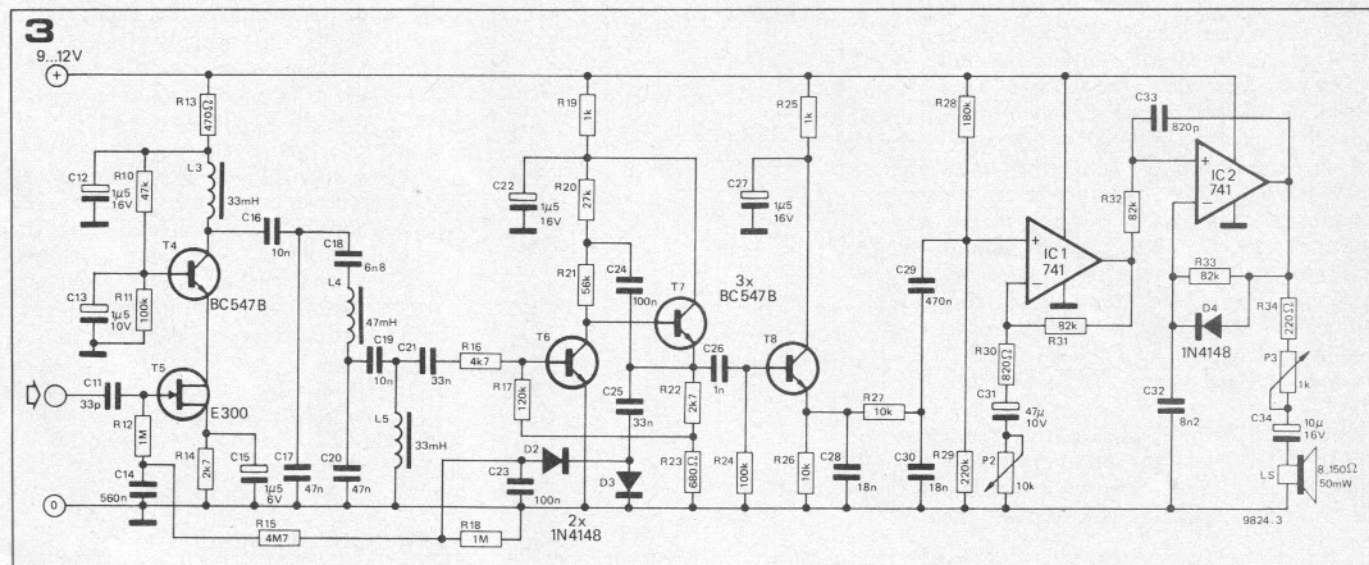 3
9...12V
+
R13
470Ω
C12
1µ5
16V
R10
47k
L3
33mH
C16
10n
C18
6n8
T4
BC547B
C13
1µ5
10V
R11
100k
L4
47mH
C19
10n
C21
33n
R16
4k7
C11
33p
T5
E300
R12
1M
C14
560n
R14
2k7
C15
1µ5
6V
C17
47n
C20
47n
L5
33mH
0
R15
4M7
R18
1M
C23
100n
D2
D3
2x
1N4148
R19
1k
C22
1µ5
16V
R20
27k
R21
56k
C24
100n
T6
T7
R17
120k
C25
33n
R22
2k7
R23
680Ω
C26
1n
R25
1k
C27
1µ5
16V
3x
BC547B
T8
R24
100k
R26
10k
C28
18n
R27
10k
C29
470n
C30
18n
R28
180k
R29
220k
+
−
IC 1
741
R30
820Ω
R31
82k
C31
47µ
10V
P2
10k
R32
82k
C33
820p
+
−
IC 2
741
R33
82k
D4
1N4148
C32
8n2
R34
220Ω
P3
1k
C34
10µ
16V
LS
8..150Ω
50mW
9824-3